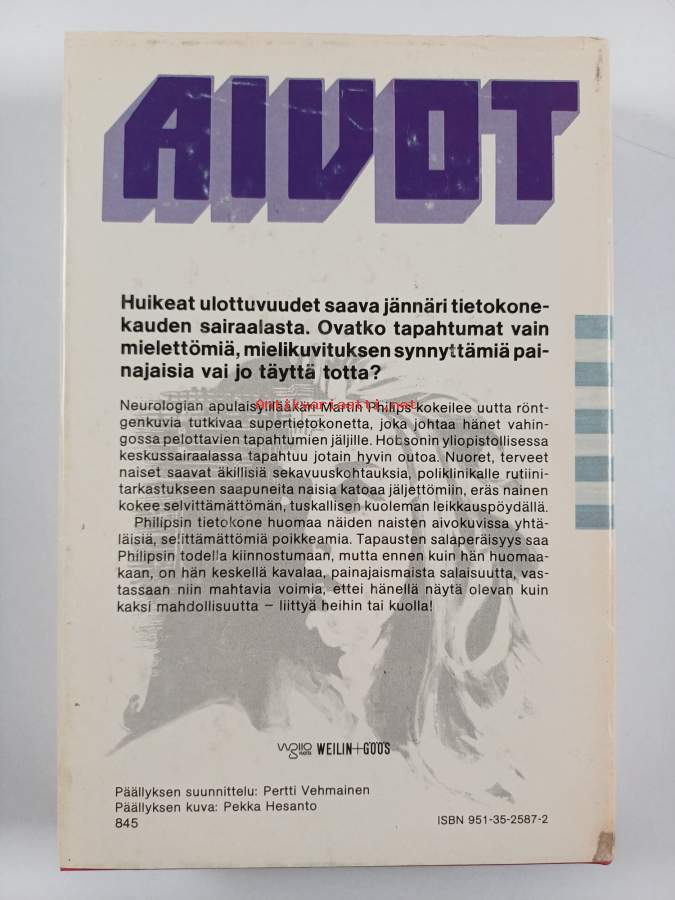 AIVOT
Huikeat ulottuvuudet saava jännäri tietokone-
kauden sairaalasta. Ovatko tapahtumat vain
mielettömiä, mielikuvituksen synnyttämiä pai-
najaisia vai jo täyttä totta?
Antikvariaatti.net
Neurologian apulaisylilääkäri Martin Philips kokeilee uutta rönt-
genkuvia tutkivaa supertietokonetta, joka johtaa hänet vahin-
gossa pelottavien tapahtumien jäljille. Hobsonin yliopistollisessa
keskussairaalassa tapahtuu jotain hyvin outoa. Nuoret, terveet
naiset saavat äkillisiä sekavuuskohtauksia, poliklinikalle rutiini-
tarkastukseen saapuneita naisia katoaa jäljettömiin, eräs nainen
kokee selvittämättömän, tuskallisen kuoleman leikkauspöydällä.
Philipsin tietokone huomaa näiden naisten aivokuvissa yhtä-
läisiä, selittämättömiä poikkeamia. Tapausten salaperäisyys saa
Philipsin todella kiinnostumaan, mutta ennen kuin hän huomaa-
kaan, on hän keskellä kavalaa, painajaismaista salaisuutta, vas-
tassaan niin mahtavia voimia, ettei hänellä näytä olevan kuin
kaksi mahdollisuutta – liittyä heihin tai kuolla!
WEILIN+GÖÖS
Päällyksen suunnittelu: Pertti Vehmainen
Päällyksen kuva: Pekka Hesanto
845
ISBN 951-35-2587-2